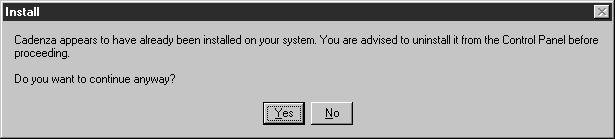 Install
Cadenza appears to have already been installed on your system. You are advised to uninstall it from the Control Panel before
proceeding.
Do you want to continue anyway?
Yes No